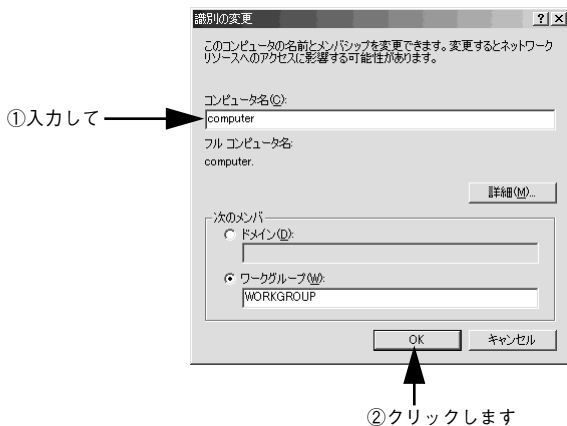 識別の変更
このコンピュータの名前とメンバシップを変更できます。変更するとネットワーク
リソースへのアクセスに影響する可能性があります。
コンピュータ名(C):
①入力して
computer
フル コンピュータ名:
computer.
詳細(M)...
次のメンバ
ドメイン(D):
ワークグループ(W):
WORKGROUP
OK
キャンセル
②クリックします